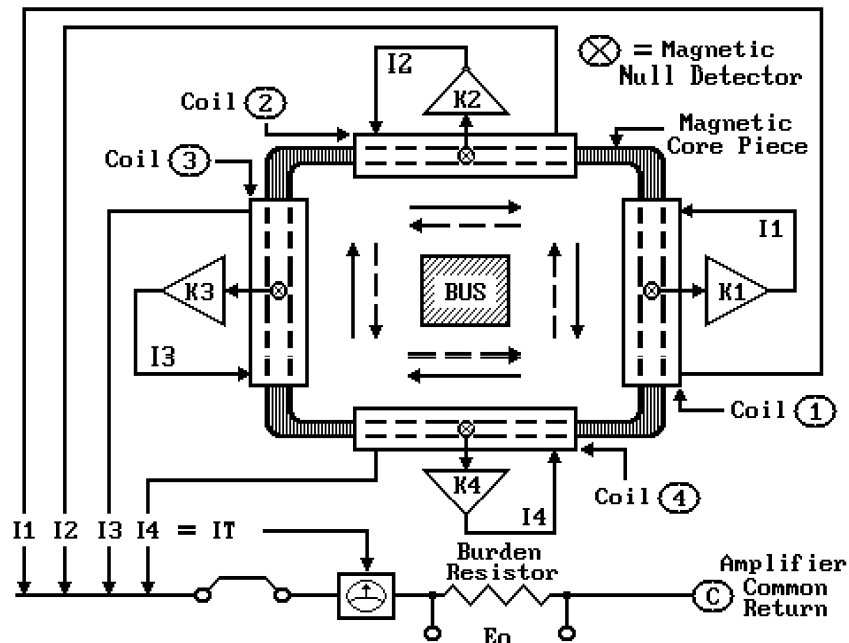 I2
= Magnetic
Null Detector
Coil 2
K2
Magnetic
Core Piece
Coil 3
I1
K3
BUS
K1
I3
Coil 1
K4
Coil 4
I4
I1 I2 I3 I4 = IT
Burden
Resistor
Amplifier
Common
Return
C
Eo